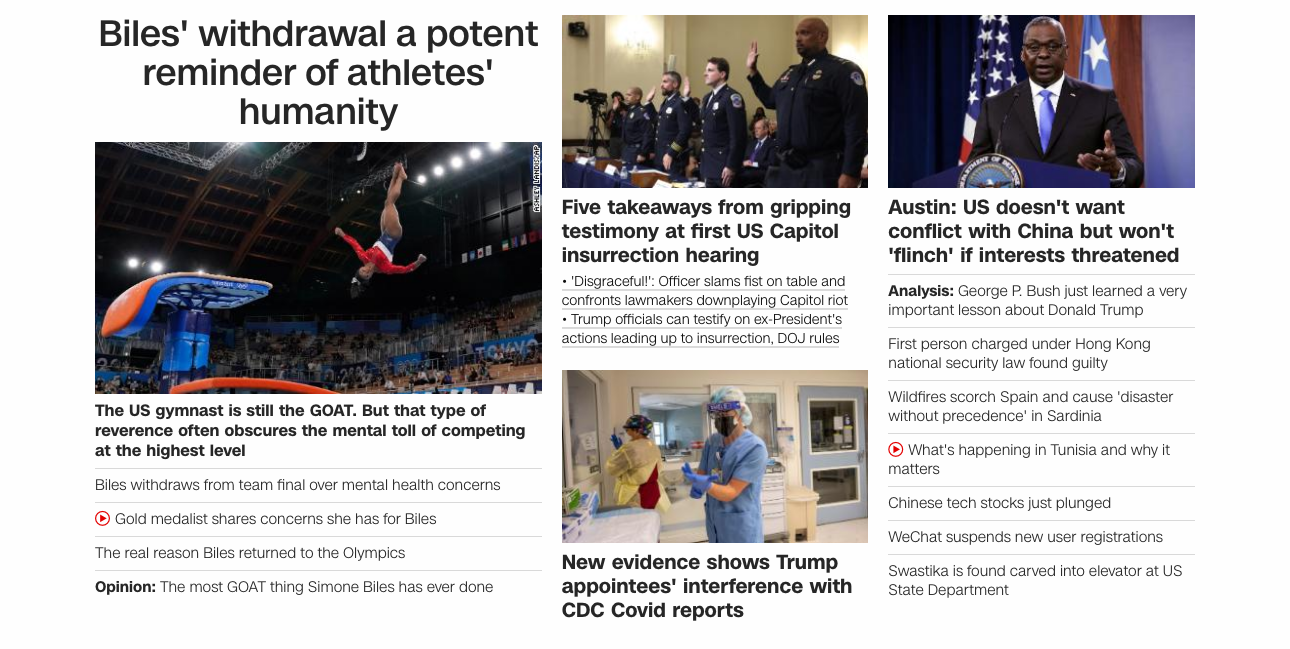 Biles' withdrawal a potent
reminder of athletes'
humanity
ASHLEY LANDIS/AP
TOKYO
The US gymnast is still the GOAT. But that type of
reverence often obscures the mental toll of competing
at the highest level
Biles withdraws from team final over mental health concerns
Gold medalist shares concerns she has for Biles
The real reason Biles returned to the Olympics
Opinion: The most GOAT thing Simone Biles has ever done
Five takeaways from gripping
testimony at first US Capitol
insurrection hearing
• 'Disgraceful!': Officer slams fist on table and
confronts lawmakers downplaying Capitol riot
• Trump officials can testify on ex-President's
actions leading up to insurrection, DOJ rules
New evidence shows Trump
appointees' interference with
CDC Covid reports
Austin: US doesn't want
conflict with China but won't
'flinch' if interests threatened
Analysis: George P. Bush just learned a very
important lesson about Donald Trump
First person charged under Hong Kong
national security law found guilty
Wildfires scorch Spain and cause 'disaster
without precedence' in Sardinia
What's happening in Tunisia and why it
matters
Chinese tech stocks just plunged
WeChat suspends new user registrations
Swastika is found carved into elevator at US
State Department